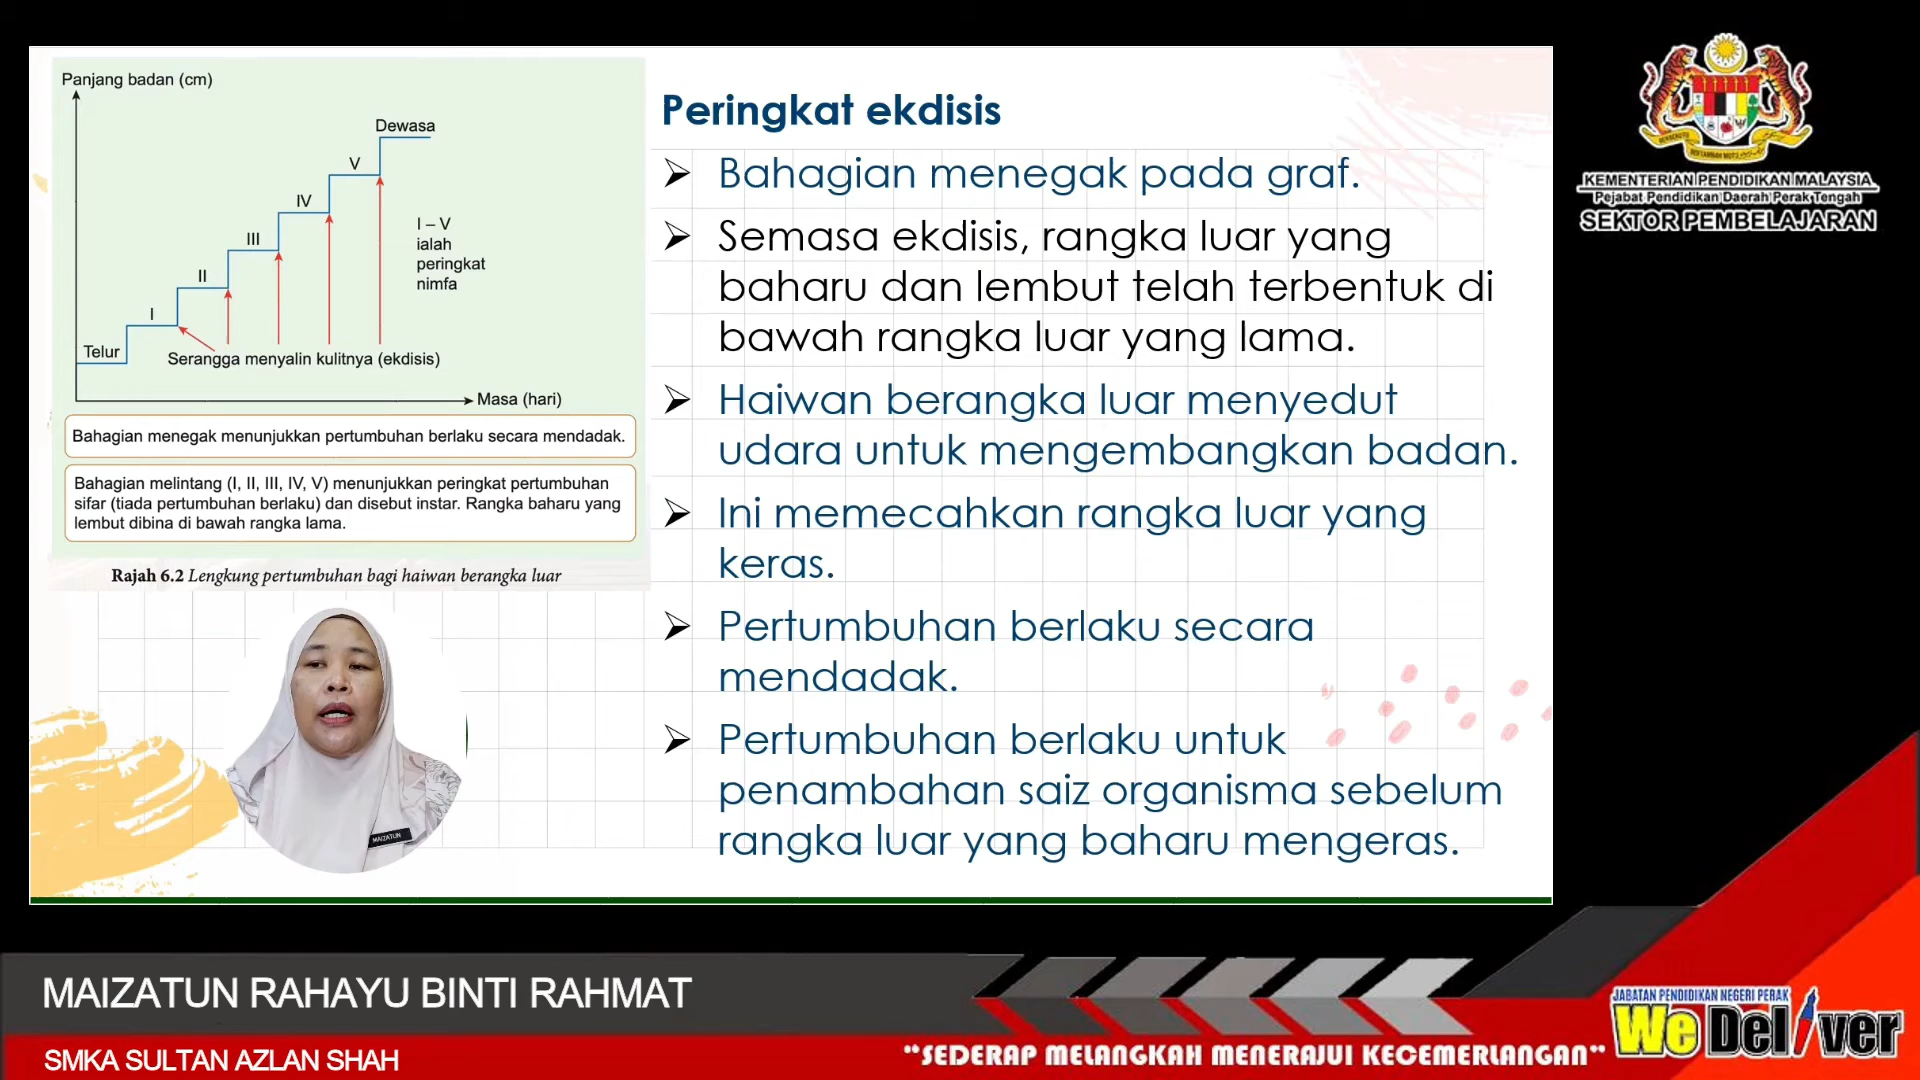 Panjang badan (cm)
Dewasa
V
IV
III
II
I
Telur
I – V
ialah
peringkat
nimfa
Serangga menyalin kulitnya (ekdisis)
Masa (hari)
Bahagian menegak menunjukkan pertumbuhan berlaku secara mendadak.
Bahagian melintang (I, II, III, IV, V) menunjukkan peringkat pertumbuhan
sifar (tiada pertumbuhan berlaku) dan disebut instar. Rangka baharu yang
lembut dibina di bawah rangka lama.
Rajah 6.2 Lengkung pertumbuhan bagi haiwan berangka luar
Peringkat ekdisis
Bahagian menegak pada graf.
Semasa ekdisis, rangka luar yang
baharu dan lembut telah terbentuk di
bawah rangka luar yang lama.
Haiwan berangka luar menyedut
udara untuk mengembangkan badan.
Ini memecahkan rangka luar yang
keras.
Pertumbuhan berlaku secara
mendadak.
Pertumbuhan berlaku untuk
penambahan saiz organisma sebelum
rangka luar yang baharu mengeras.
MAIZATUN
KEMENTERIAN PENDIDIKAN MALAYSIA
Pejabat Pendidikan Daerah Perak Tengah
SEKTOR PEMBELAJARAN
MAIZATUN RAHAYU BINTI RAHMAT
SMKA SULTAN AZLAN SHAH
"SEDERAP MELANGKAH MENERAJUI KECEMERLANGAN"
JABATAN PENDIDIKAN NEGERI PERAK
We Deliver